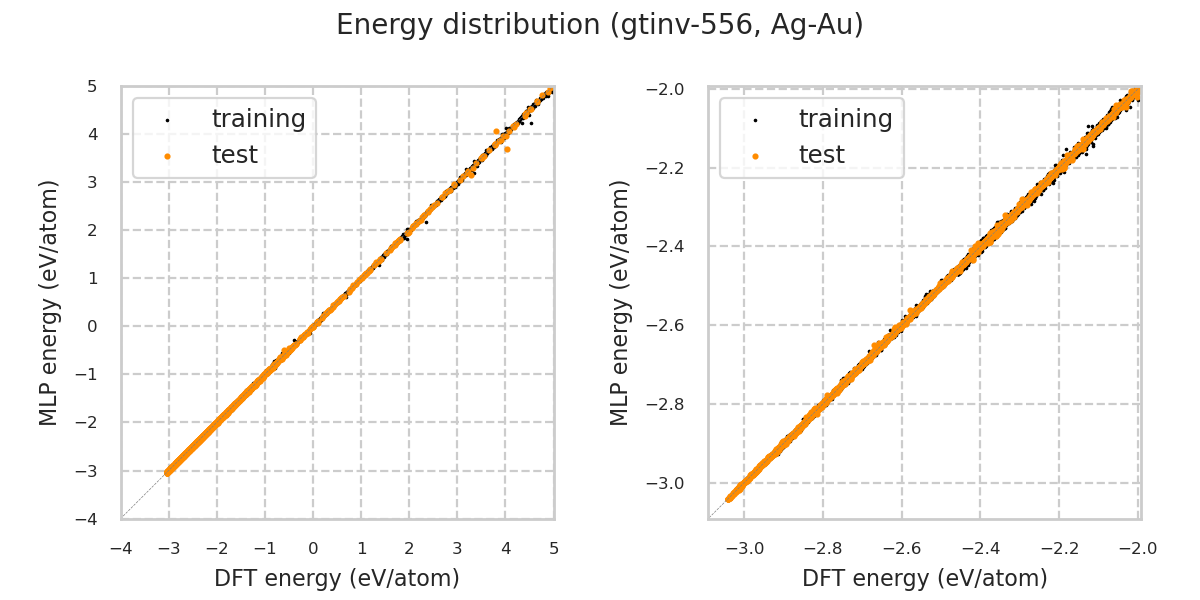 Energy distribution (gtinv-556, Ag-Au)
training
test
5
4
3
2
1
0
−1
−2
−3
−4
MLP energy (eV/atom)
−4 −3 −2 −1 0 1 2 3 4 5
DFT energy (eV/atom)
training
test
−2.0
−2.2
−2.4
−2.6
−2.8
−3.0
MLP energy (eV/atom)
−3.0 −2.8 −2.6 −2.4 −2.2 −2.0
DFT energy (eV/atom)